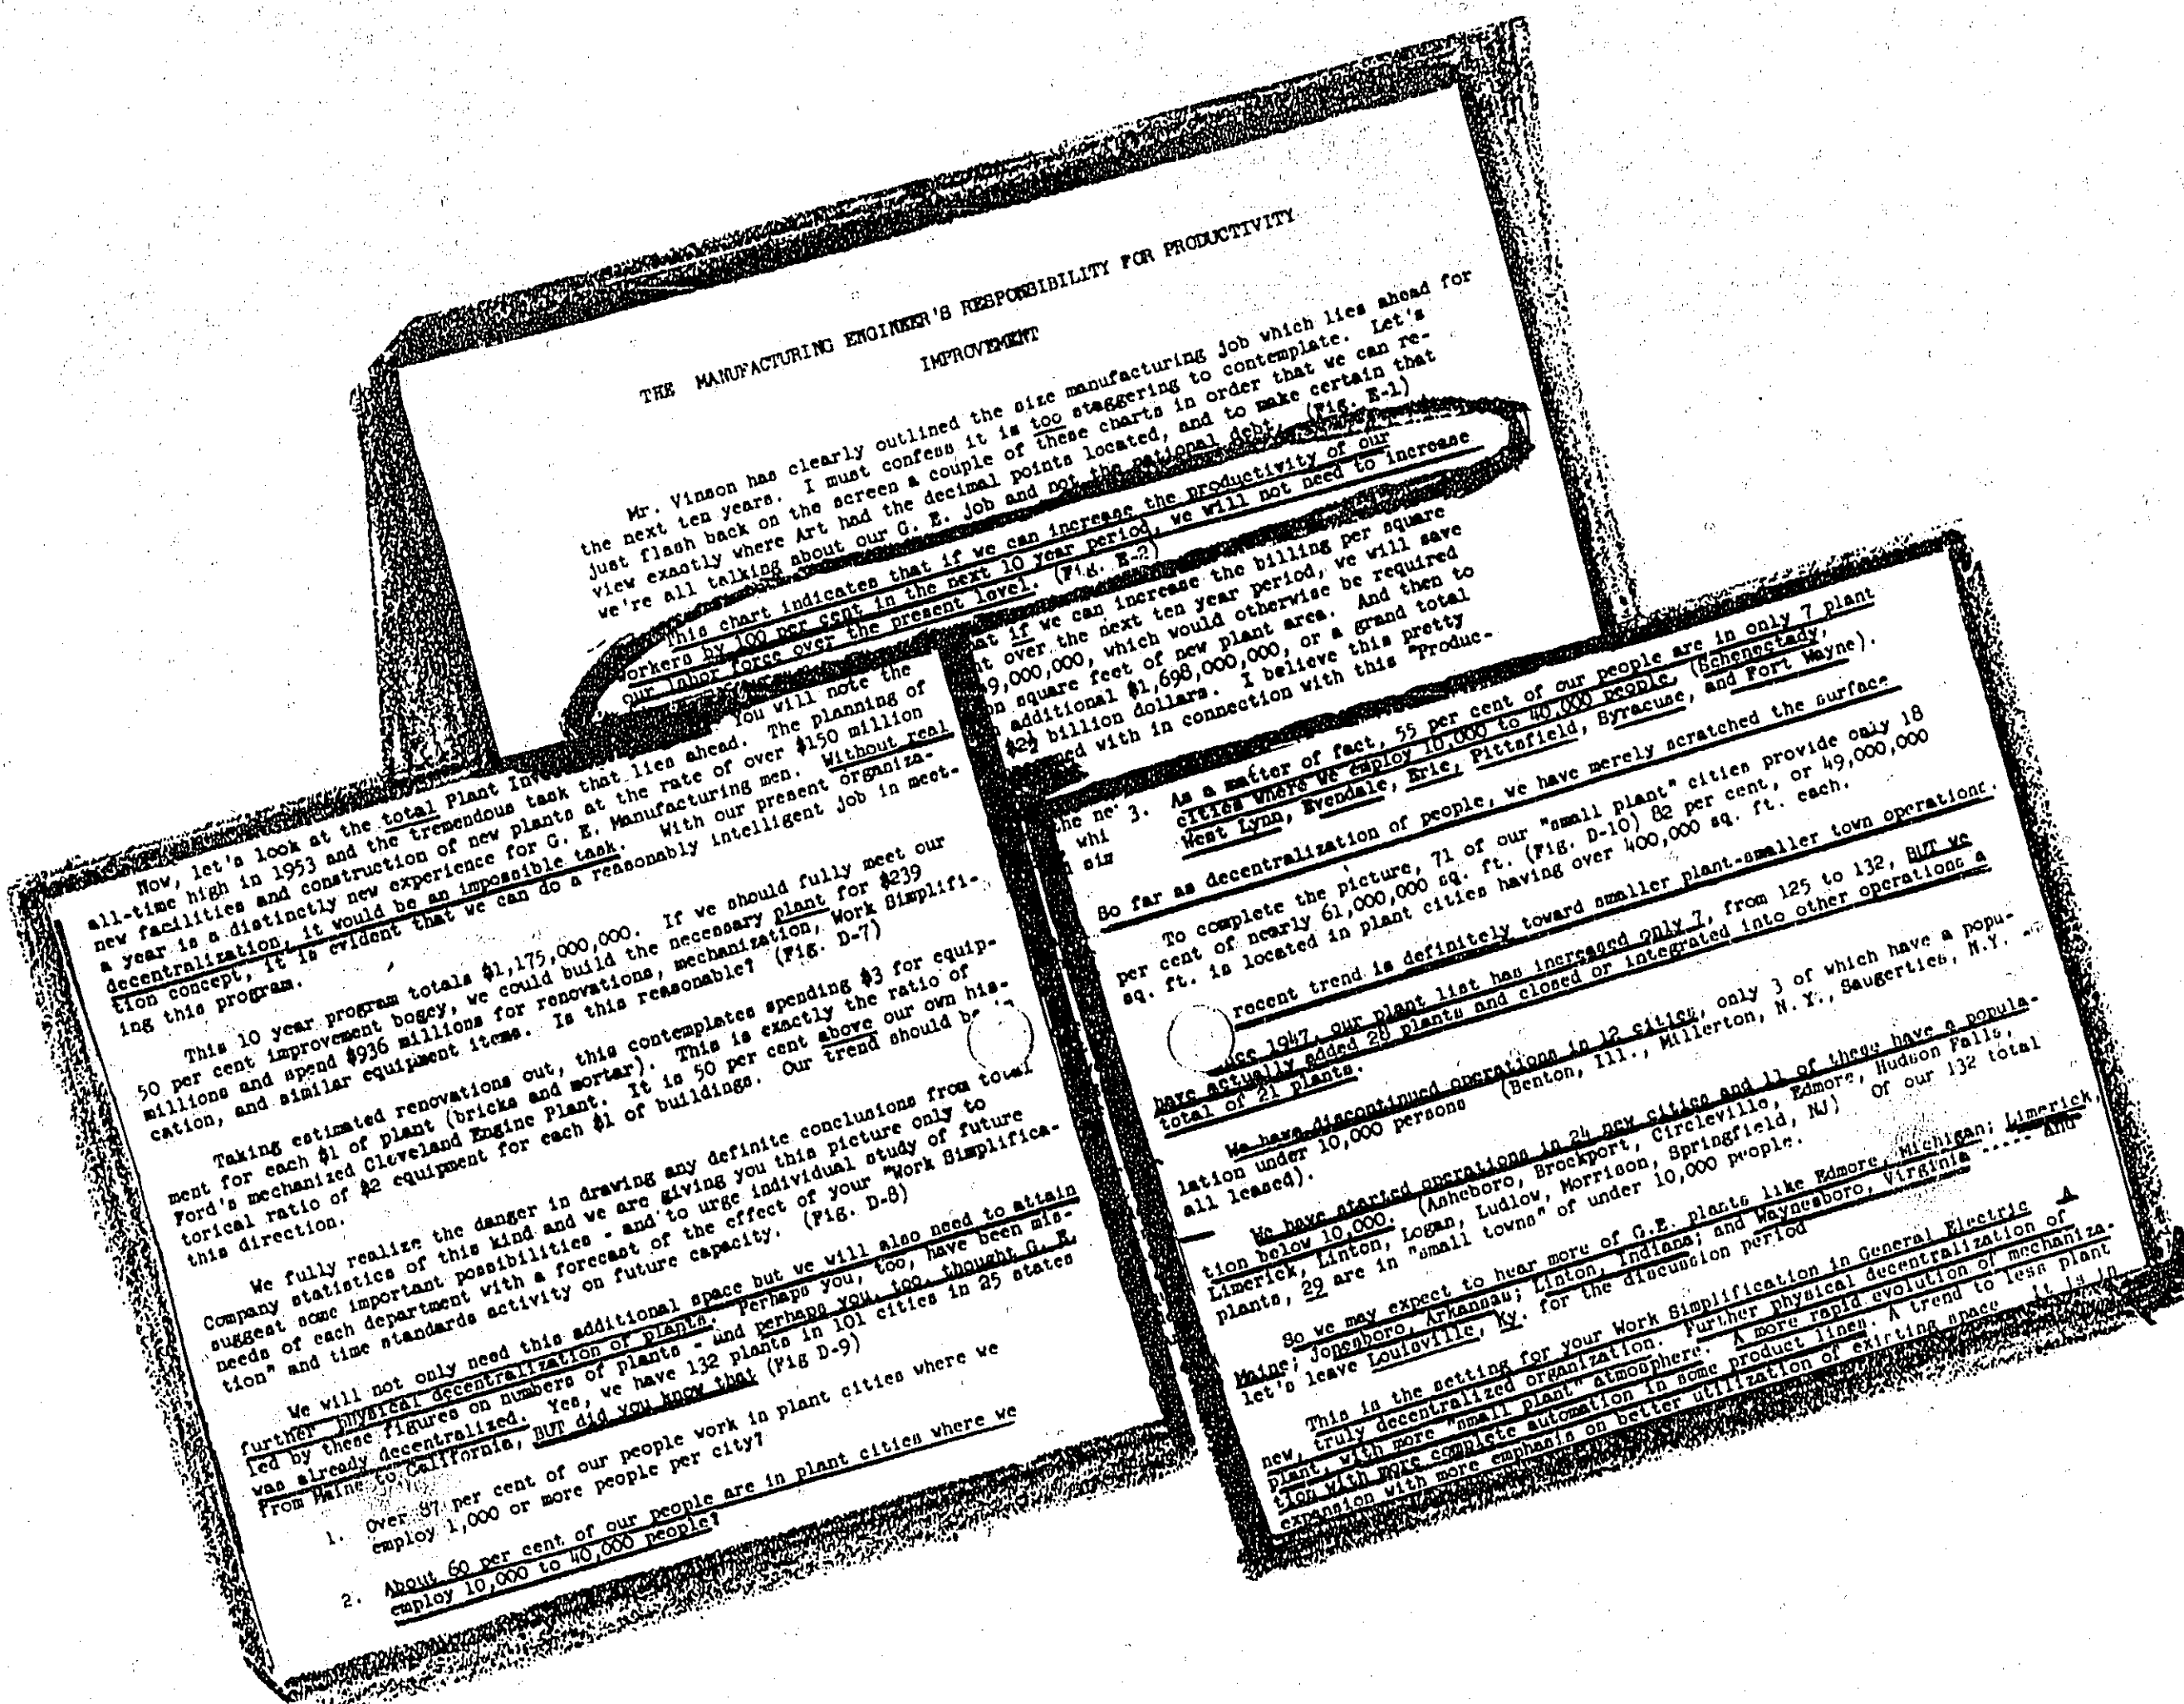 THE MANUFACTURING ENGINEER'S RESPONSIBILITY FOR PRODUCTIVITY
IMPROVEMENT
Mr. Vinson has clearly outlined the size manufacturing job which lies ahead for
the next ten years. I must confess it is too staggering to contemplate. Let's
just flash back on the screen a couple of these charts in order that we can re-
view exactly where Art had the decimal points located, and to make certain that
we're all talking about our G. E. job and not the national debt, (Fig. E-1)
This chart indicates that if we can increase the productivity of our
workers by 100 per cent in the next 10 year period, we will not need to increase
our labor force over the present level. (Fig. E-2)
at if we can increase the billing per square
over the next ten year period, we will save
9,000,000, which would otherwise be required
on square feet of new plant area. And then to
additional $1,698,000,000, or a grand total
$2½ billion dollars. I believe this pretty
with in connection with this "Produc-
Now, let's look at the total Plant You will note the
all-time high in 1953 and the tremendous task that lies ahead. The planning of
new facilities and construction of new plants at the rate of over $150 million
a year is a distinctly new experience for G. E. Manufacturing men. Without real
decentralization, it would be an impossible task. With our present organiza-
tion concept, it is evident that we can do a reasonably intelligent job in meet-
ing this program.
This 10 year program totals $1,175,000,000. If we should fully meet our
50 per cent improvement bogey, we could build the necessary plant for $239
millions and spend $936 millions for renovations, mechanization, Work Simplifi-
cation, and similar equipment items. Is this reasonable? (Fig. D-7)
Taking estimated renovations out, this contemplates spending $3 for equip-
ment for each $1 of plant (bricks and mortar). This is exactly the ratio of
Ford's mechanized Cleveland Engine Plant. It is 50 per cent above our own his-
torical ratio of $2 equipment for each $1 of buildings. Our trend should be
this direction.
We fully realize the danger in drawing any definite conclusions from total
Company statistics of this kind and we are giving you this picture only to
suggest some important possibilities - and to urge individual study of future
needs of each department with a forecast of the effect of your "Work Simplifica-
tion" and time standards activity on future capacity. (Fig. D-8)
We will not only need this additional space but we will also need to attain
further physical decentralization of plants. Perhaps you, too, have been mis-
led by these figures on numbers of plants - and perhaps you, too, thought G. E.
was already decentralized. Yes, we have 132 plants in 101 cities in 25 states
from Maine to California, BUT did you know that (Fig D-9)
1. Over 87 per cent of our people work in plant cities where we
employ 1,000 or more people per city?
2. About 60 per cent of our people are in plant cities where we
employ 10,000 to 40,000 people?
the
whi
3. As a matter of fact, 55 per cent of our people are in only 7 plant
cities where we employ 10,000 to 40,000 people, (Schenectady,
West Lynn, Evendale, Erie, Pittsfield, Syracuse, and Fort Wayne).
So far as decentralization of people, we have merely scratched the surface
To complete the picture, 71 of our "small plant" cities provide only 18
per cent of nearly 61,000,000 sq. ft. (Fig. D-10) 82 per cent, or 49,000,000
sq. ft. is located in plant cities having over 400,000 sq. ft. each.
recent trend is definitely toward smaller plant-smaller town operations.
1947, our plant list has increased only 7, from 125 to 132, BUT we
have actually added 28 plants and closed or integrated into other operations a
total of 21 plants.
We have discontinued operations in 12 cities, only 3 of which have a popu-
lation under 10,000 persons (Benton, Ill., Millerton, N. Y., Saugerties, N.Y.
all leased).
We have started operations in 24 new cities and 11 of these have a popula-
tion below 10,000. (Asheboro, Brockport, Circleville, Edmore, Hudson Falls,
Limerick, Linton, Logan, Ludlow, Morrison, Springfield, NJ) Of our 132 total
plants, 29 are in "small towns" of under 10,000 people.
So we may expect to hear more of G.E. plants like Edmore, Michigan; Limerick,
Maine; Jonesboro, Arkansas; Linton, Indiana; and Waynesboro, Virginia ----- And
let's leave Louisville, Ky. for the discussion period
This is the setting for your Work Simplification in General Electric A
new, truly decentralized organization. Further physical decentralization of
plant, with more "small plant" atmosphere. A more rapid evolution of mechaniza-
tion with more complete automation in some product lines. A trend to less plant
expansion with more emphasis on better utilization of existing space it is in